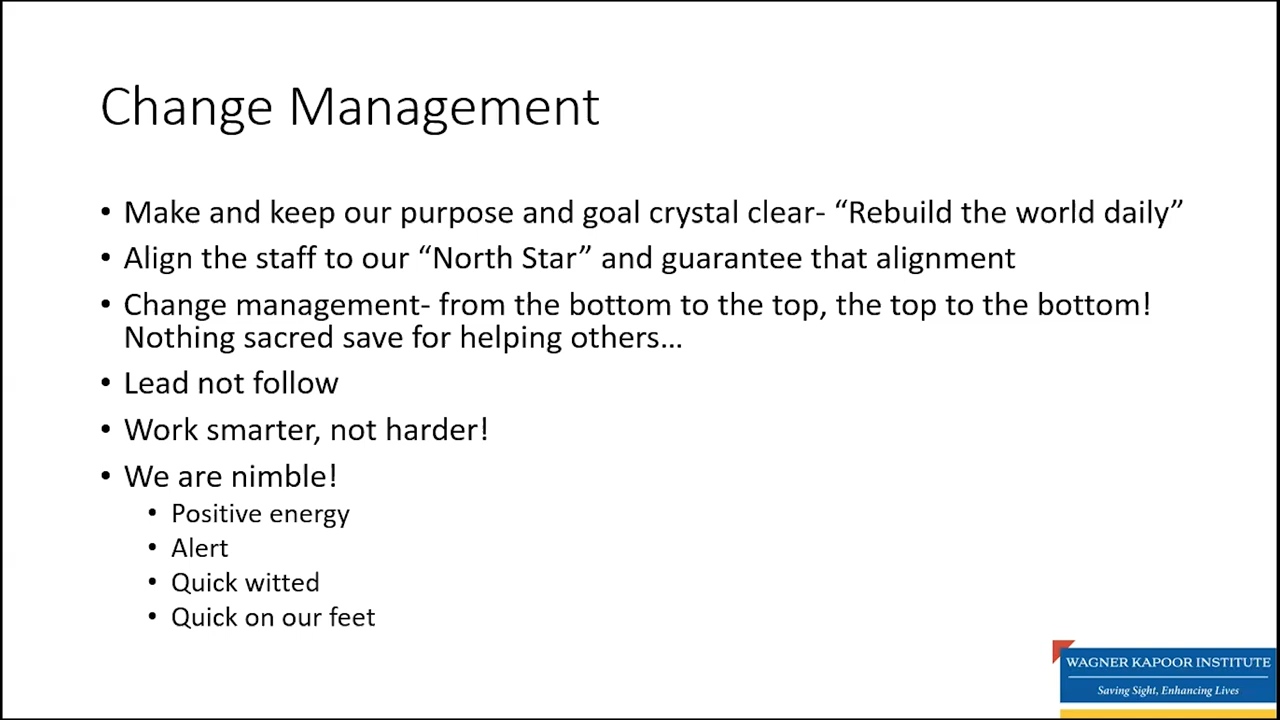 Change Management
• Make and keep our purpose and goal crystal clear- “Rebuild the world daily”
• Align the staff to our “North Star” and guarantee that alignment
• Change management- from the bottom to the top, the top to the bottom!
Nothing sacred save for helping others…
• Lead not follow
• Work smarter, not harder!
• We are nimble!
• Positive energy
• Alert
• Quick witted
• Quick on our feet
WAGNER KAPOOR INSTITUTE
Saving Sight, Enhancing Lives